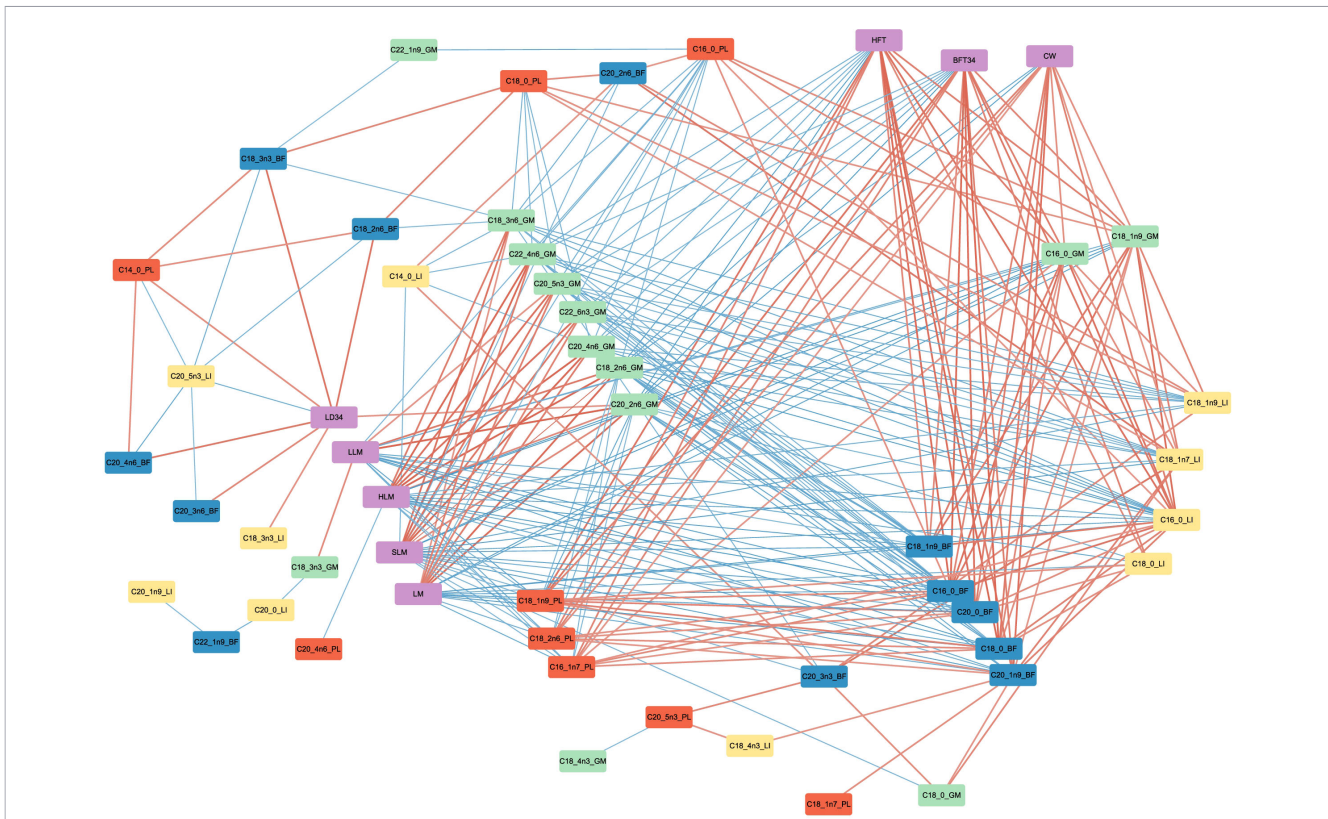 HFT
C22_1n9_GM
C16_0_PL
CW
BFT34
C20_2n6_BF
C18_0_PL
C18_3n3_BF
C18_3n6_GM
C18_2n6_BF
C18_1n9_GM
C22_4n6_GM
C16_0_GM
C14_0_PL
C14_0_LI
C20_5n3_GM
C22_6n3_GM
C20_4n6_GM
C18_2n6_GM
C20_5n3_LI
C18_1n9_LI
C20_2n6_GM
LD34
LLM
C18_1n7_LI
C20_4n6_BF
HLM
C20_3n6_BF
C16_0_LI
C18_3n3_LI
C18_1n9_BF
SLM
C18_0_LI
C18_3n3_GM
C20_1n9_LI
C16_0_BF
LM
C18_1n9_PL
C20_0_LI
C20_0_BF
C22_1n9_BF
C18_2n6_PL
C20_4n6_PL
C18_0_BF
C16_1n7_PL
C20_1n9_BF
C20_3n3_BF
C20_5n3_PL
C18_4n3_LI
C18_4n3_GM
C18_0_GM
C18_1n7_PL